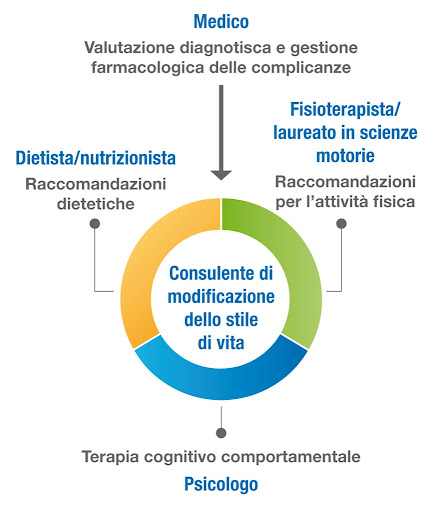 Medico
Valutazione diagnotisca e gestione
farmacologica delle complicanze
Fisioterapista/
laureato in scienze
motorie
Raccomandazioni
per l'attività fisica
Dietista/nutrizionista
Raccomandazioni
dietetiche
Consulente di
modificazione
dello stile
di vita
Terapia cognitivo comportamentale
Psicologo